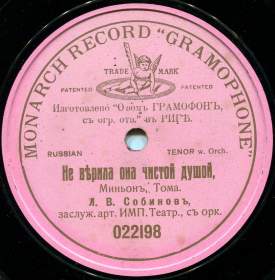 MONARCH RECORD "GRAMOPHONE"
TRADE MARK
PATENTED PATENTED
Изготовлено О-вомъ ГРАМОФОНЪ,
съ огр. отв." въ РИГѢ.
RUSSIAN TENOR w. Orch.
Не вѣрила она чистой душой,
Миньонъ, Тома.
Л. В. Собиновъ,
заслуж. арт. ИМП. Театр., съ орк.
022198